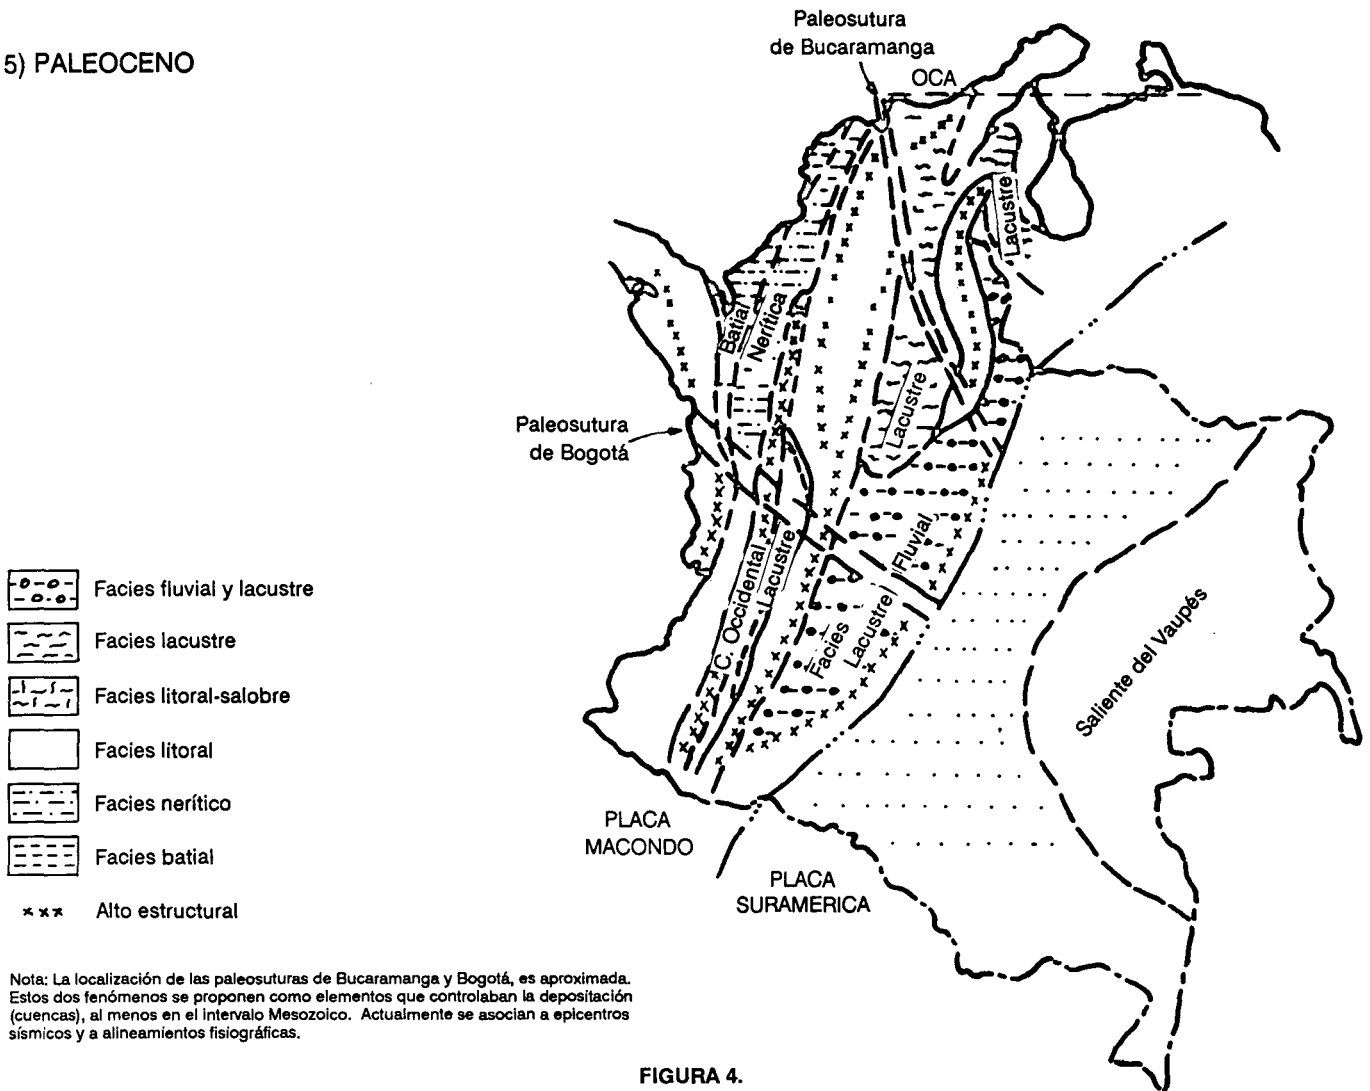 5) PALEOCENO
Paleosutura
de Bucaramanga
OCA
Lacustre
Batial
Nerítica
Lacustre
Paleosutura
de Bogotá
Fluvial
C. Occidental
Lacustre
Facies
Lacustre
Saliente del Vaupés
PLACA
MACONDO
PLACA
SURAMERICA
Facies fluvial y lacustre
Facies lacustre
Facies litoral-salobre
Facies litoral
Facies nerítico
Facies batial
Alto estructural
Nota: La localización de las paleosuturas de Bucaramanga y Bogotá, es aproximada.
Estos dos fenómenos se proponen como elementos que controlaban la depositación
(cuencas), al menos en el intervalo Mesozoico. Actualmente se asocian a epicentros
sísmicos y a alineamientos fisiográficas.
FIGURA 4.